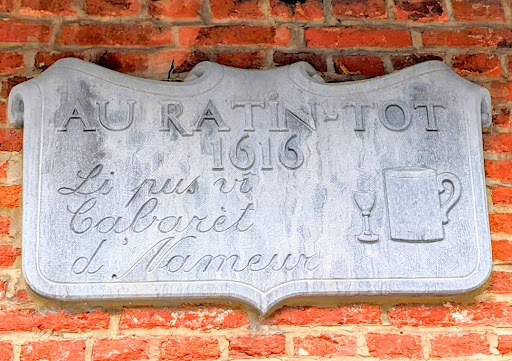 AU RATIN-TOT
1616
Li pus vî
Cabarèt
d'Nameur